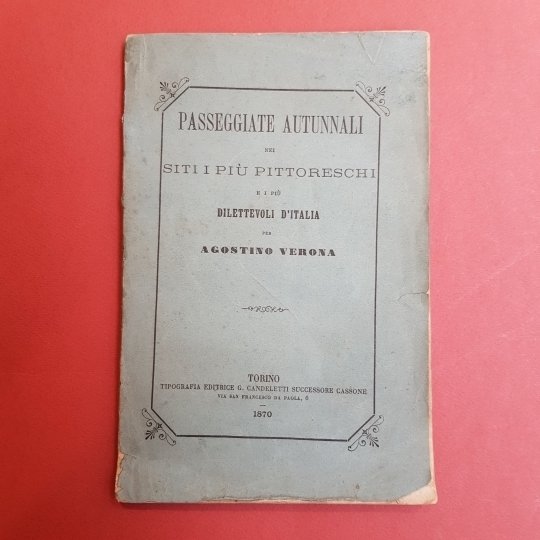 PASSEGGIATE AUTUNNALI
NEI
SITI I PIÙ PITTORESCHI
E I PIÙ
DILETTEVOLI D'ITALIA
PER
AGOSTINO VERONA
TORINO
TIPOGRAFIA EDITRICE G. CANDELETTI SUCCESSORE CASSONE
VIA SAN FRANCESCO DA PAOLA, 6
1870